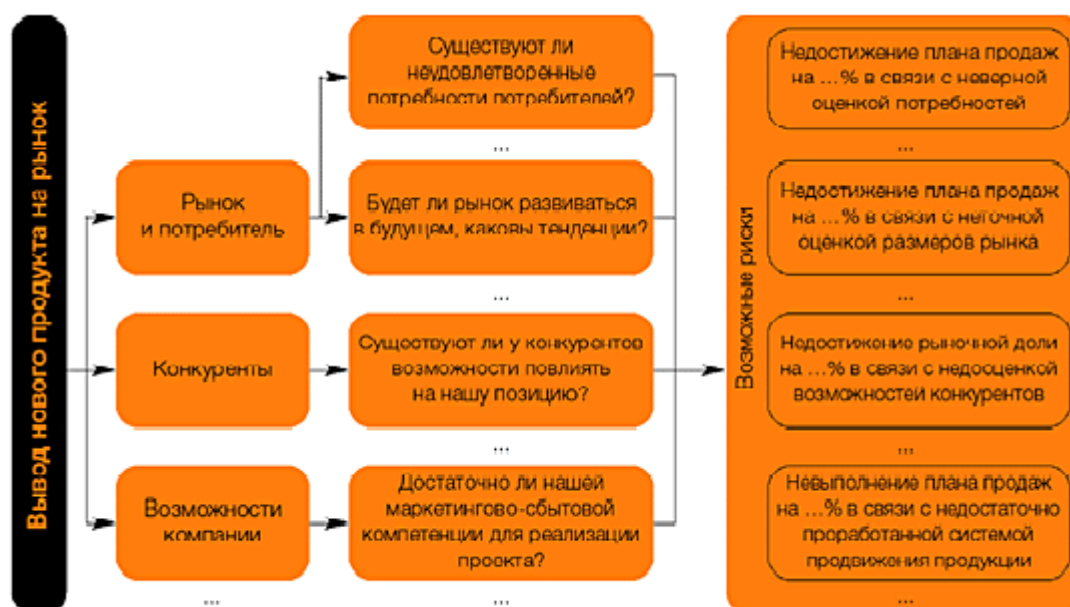 Вывод нового продукта на рынок
Рынок
и потребитель
Конкуренты
Возможности
компании
...
Существуют ли
неудовлетворенные
потребности потребителей?
...
Будет ли рынок развиваться
в будущем, каковы тенденции?
...
Существуют ли у конкурентов
возможности повлиять
на нашу позицию?
...
Достаточно ли нашей
маркетингово-сбытовой
компетенции для реализации
проекта?
...
Возможные риски
Недостижение плана продаж
на ...% в связи с неверной
оценкой потребностей
...
Недостижение плана продаж
на ...% в связи с неточной
оценкой размеров рынка
...
Недостижение рыночной доли
на ...% в связи с недооценкой
возможностей конкурентов
...
Невыполнение плана продаж
на ...% в связи с недостаточно
проработанной системой
продвижения продукции
...